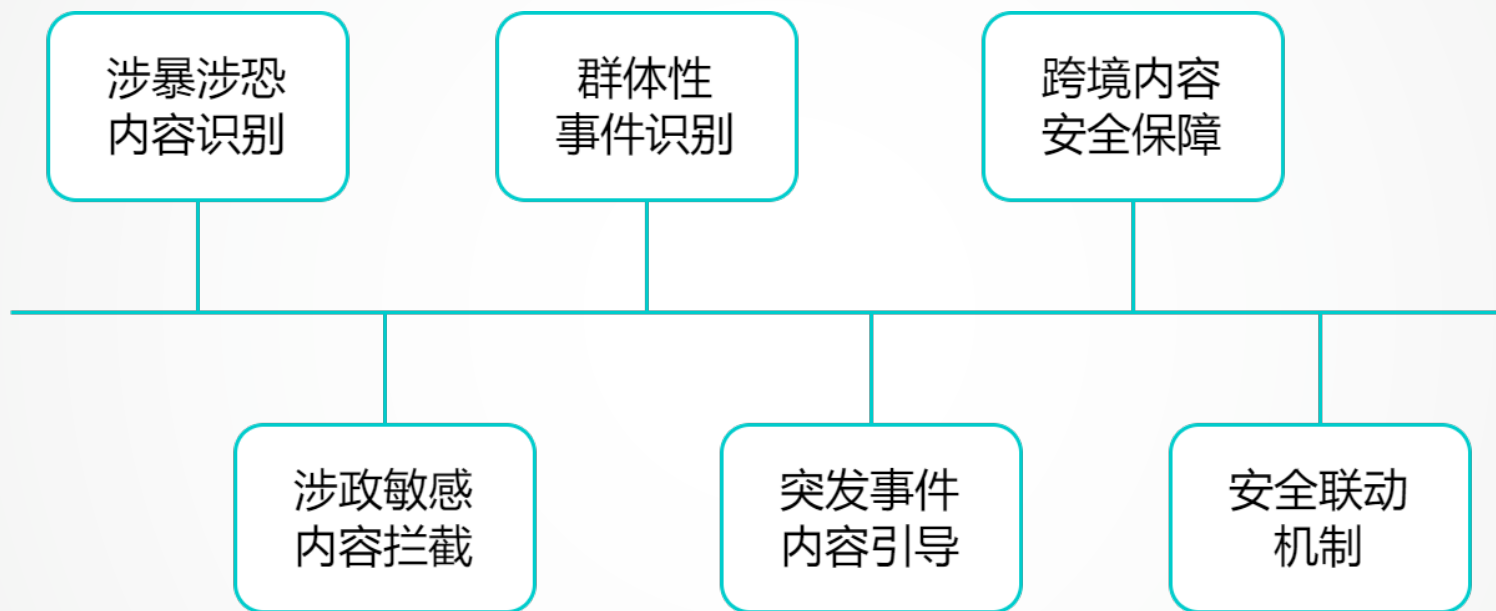 涉暴涉恐
内容识别
群体性
事件识别
跨境内容
安全保障
涉政敏感
内容拦截
突发事件
内容引导
安全联动
机制